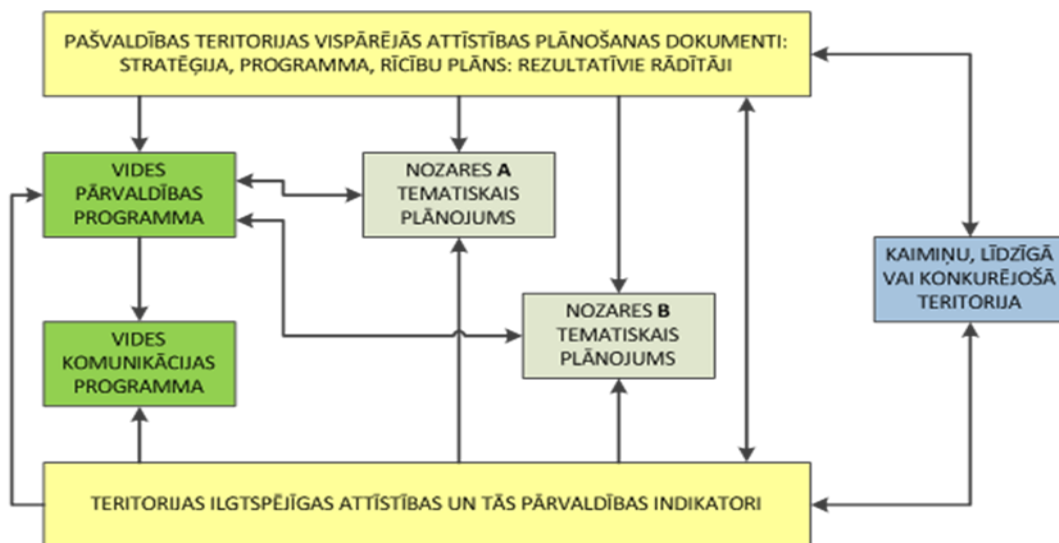 PAŠVALDĪBAS TERITORIJAS VISPĀRĒJĀS ATTĪSTĪBAS PLĀNOŠANAS DOKUMENTI:
STRATĒĢIJA, PROGRAMMA, RĪCĪBU PLĀNS: REZULTATĪVIE RĀDĪTĀJI
VIDES
PĀRVALDĪBAS
PROGRAMMA
NOZARES A
TEMATISKAIS
PLĀNOJUMS
KAIMIŅU, LĪDZĪGĀ
VAI KONKURĒJOŠĀ
TERITORIJA
NOZARES B
TEMATISKAIS
PLĀNOJUMS
VIDES
KOMUNIKĀCIJAS
PROGRAMMA
TERITORIJAS ILGTSPĒJĪGAS ATTĪSTĪBAS UN TĀS PĀRVALDĪBAS INDIKATORI